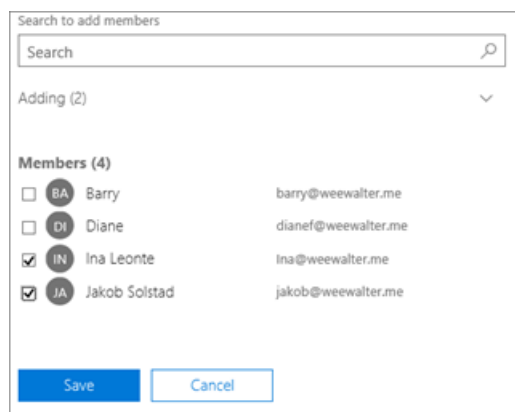 Search to add members
Search
Adding (2)
Members (4)
BA Barry barry@weewalter.me
DI Diane dianef@weewalter.me
IN Ina Leonte Ina@weewalter.me
JA Jakob Solstad jakob@weewalter.me
Save Cancel